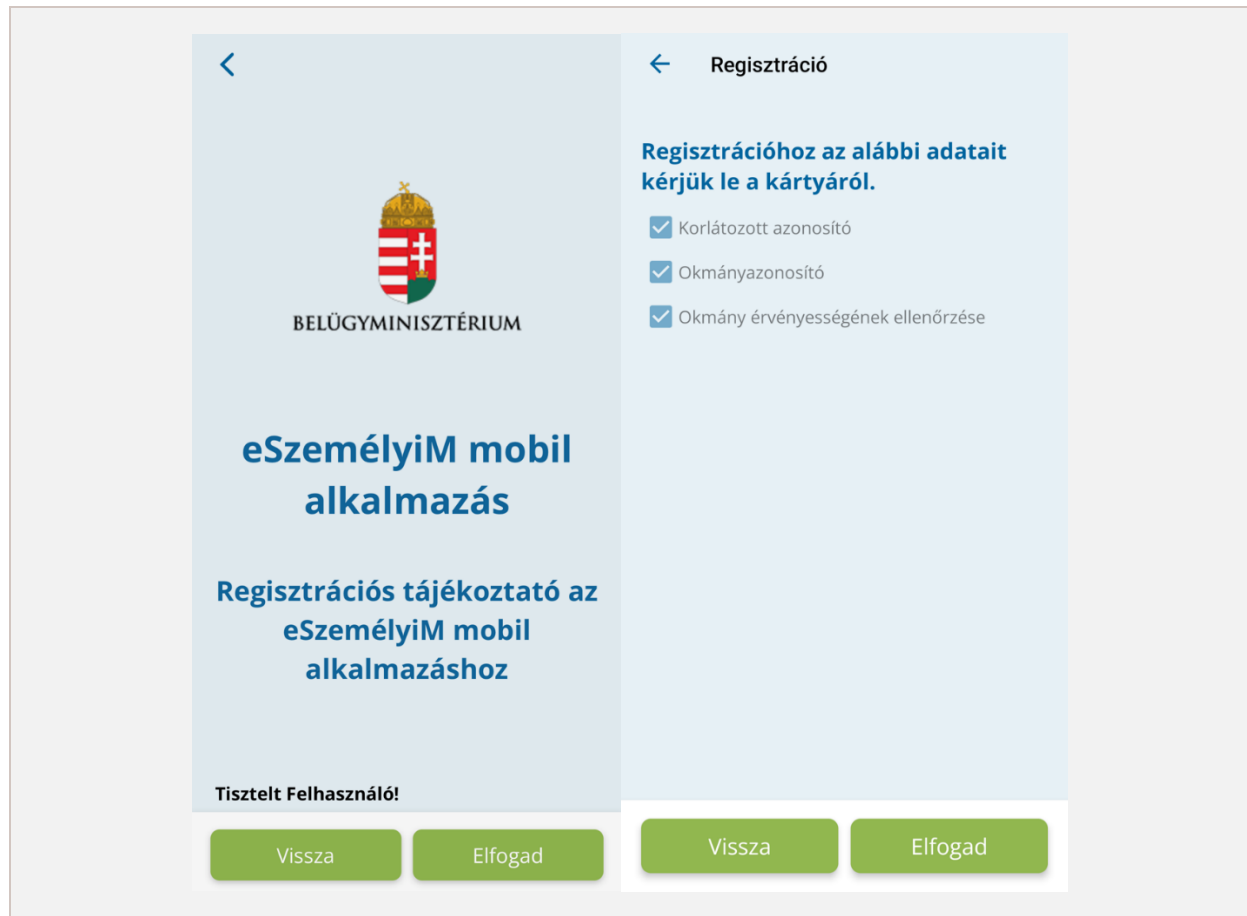 BELÜGYMINISZTÉRIUM
eSzemélyiM mobil
alkalmazás
Regisztrációs tájékoztató az
eSzemélyiM mobil
alkalmazáshoz
Tisztelt Felhasználó!
Vissza
Elfogad
Regisztráció
Regisztrációhoz az alábbi adatait
kérjük le a kártyáról.
Korlátozott azonosító
Okmányazonosító
Okmány érvényességének ellenőrzése
Vissza
Elfogad